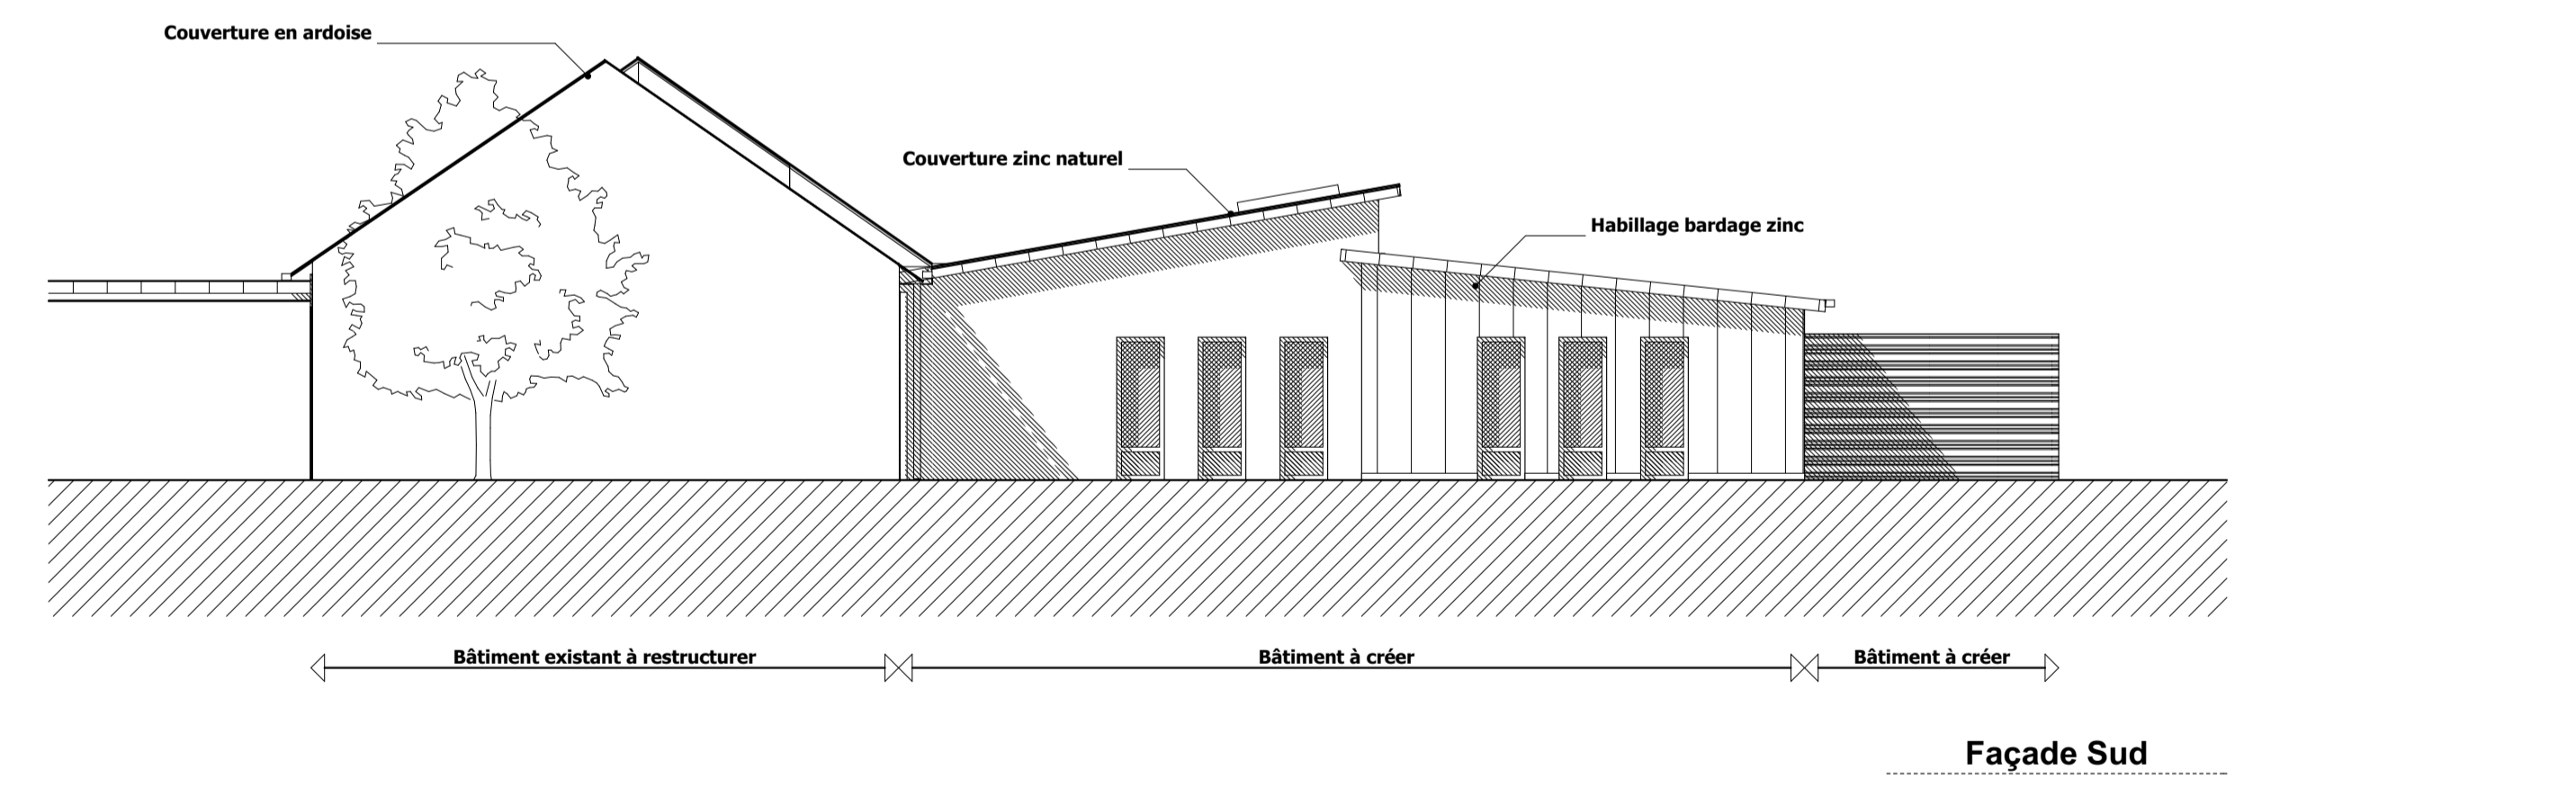 Couverture en ardoise
Couverture zinc naturel
Habillage bardage zinc
Bâtiment existant à restructurer
Bâtiment à créer
Bâtiment à créer
Façade Sud